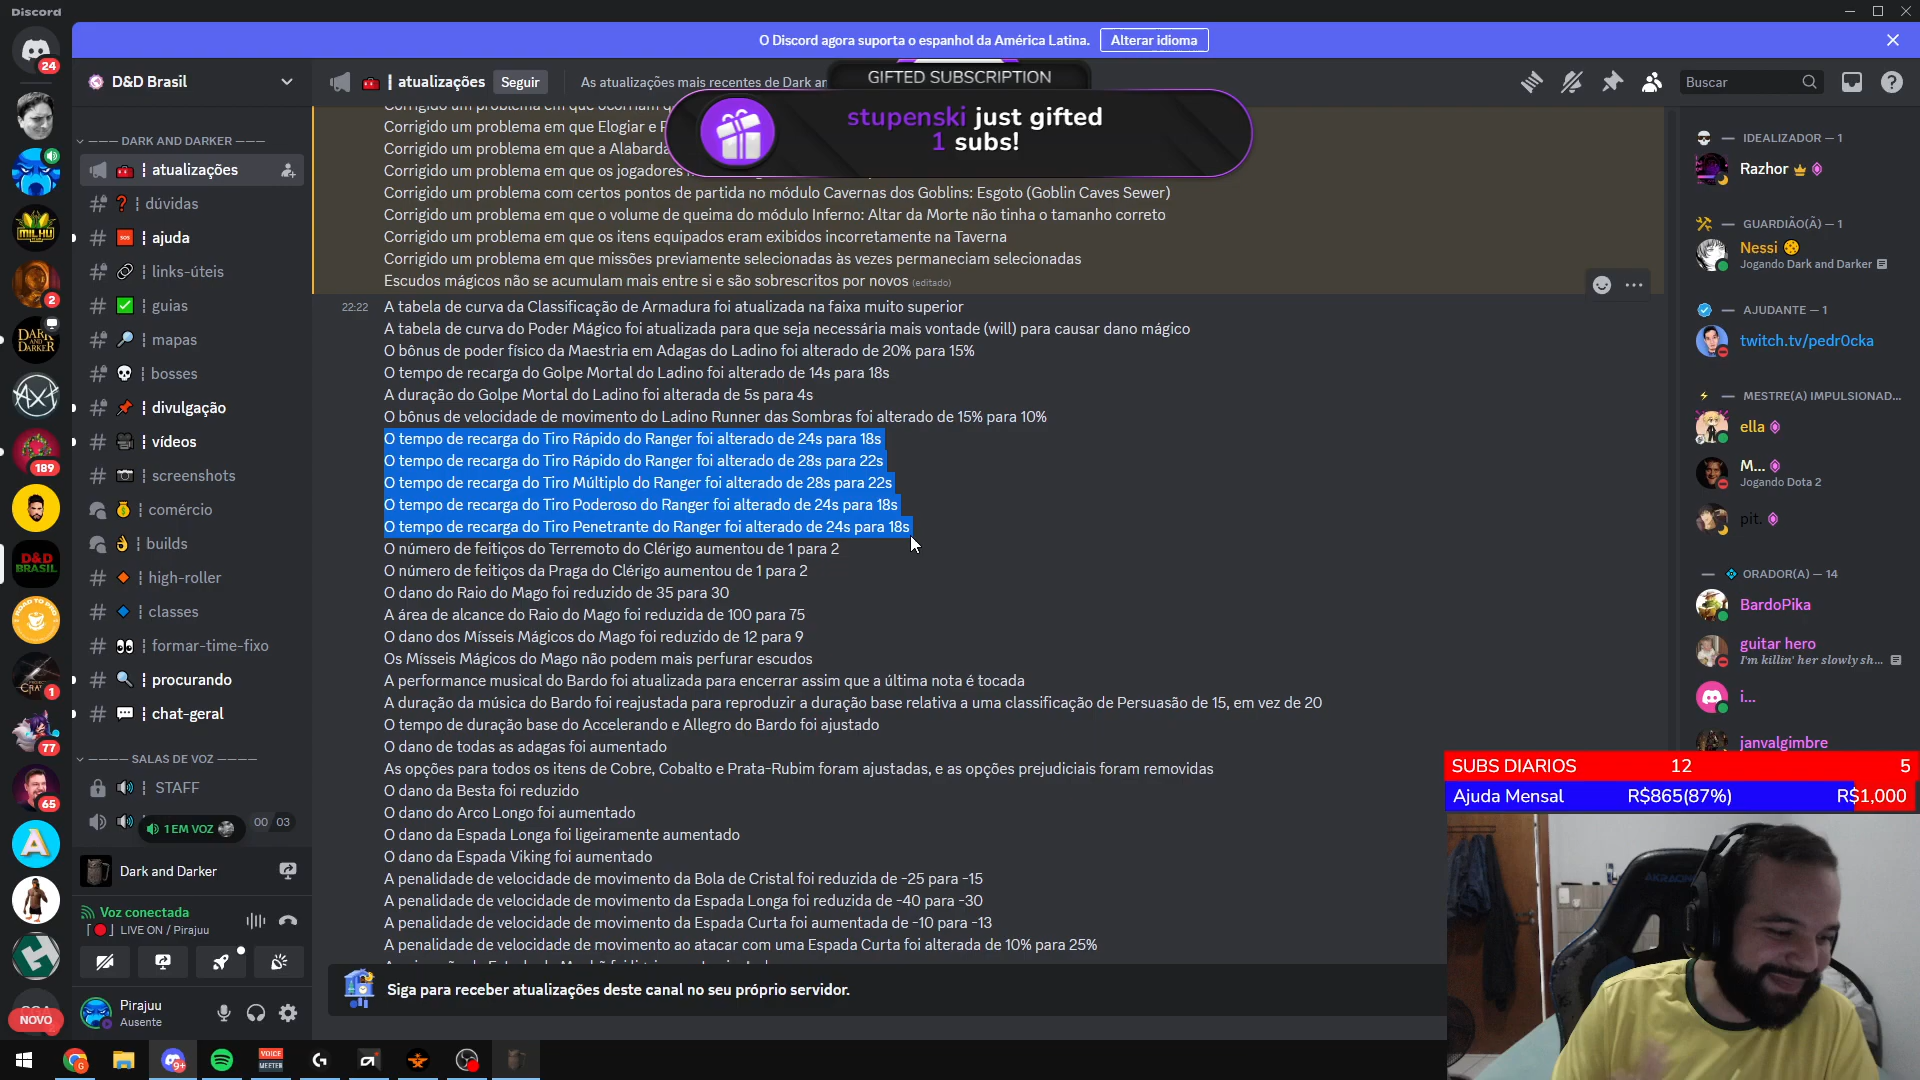 Discord
O Discord agora suporta o espanhol da América Latina.
Alterar idioma
24
D&D Brasil
atualizações
Seguir
As atualizações mais recentes de Dark an
GIFTED SUBSCRIPTION
stupenski just gifted
1 subs!
Buscar
DARK AND DARKER
atualizações
dúvidas
ajuda
links-úteis
guias
mapas
bosses
divulgação
vídeos
screenshots
comércio
builds
high-roller
classes
formar-time-fixo
procurando
chat-geral
SALAS DE VOZ
STAFF
1 EM VOZ
00 03
Dark and Darker
Voz conectada
LIVE ON / Pirajuu
Pirajuu
Ausente
MILHU
2
DARK AND DARKER
AXT
189
D&D BRASIL
ROAD TO PRO
1
77
65
NOVO
Corrigido um problema em que Elogiar e
Corrigido um problema em que a Alabarda
Corrigido um problema em que os jogadores
Corrigido um problema com certos pontos de partida no módulo Cavernas dos Goblins: Esgoto (Goblin Caves Sewer)
Corrigido um problema em que o volume de queima do módulo Inferno: Altar da Morte não tinha o tamanho correto
Corrigido um problema em que os itens equipados eram exibidos incorretamente na Taverna
Corrigido um problema em que missões previamente selecionadas às vezes permaneciam selecionadas
Escudos mágicos não se acumulam mais entre si e são sobrescritos por novos (editado)
22:22 A tabela de curva da Classificação de Armadura foi atualizada na faixa muito superior
A tabela de curva do Poder Mágico foi atualizada para que seja necessária mais vontade (will) para causar dano mágico
O bônus de poder físico da Maestria em Adagas do Ladino foi alterado de 20% para 15%
O tempo de recarga do Golpe Mortal do Ladino foi alterado de 14s para 18s
A duração do Golpe Mortal do Ladino foi alterada de 5s para 4s
O bônus de velocidade de movimento do Ladino Runner das Sombras foi alterado de 15% para 10%
O tempo de recarga do Tiro Rápido do Ranger foi alterado de 24s para 18s
O tempo de recarga do Tiro Rápido do Ranger foi alterado de 28s para 22s
O tempo de recarga do Tiro Múltiplo do Ranger foi alterado de 28s para 22s
O tempo de recarga do Tiro Poderoso do Ranger foi alterado de 24s para 18s
O tempo de recarga do Tiro Penetrante do Ranger foi alterado de 24s para 18s
O número de feitiços do Terremoto do Clérigo aumentou de 1 para 2
O número de feitiços da Praga do Clérigo aumentou de 1 para 2
O dano do Raio do Mago foi reduzido de 35 para 30
A área de alcance do Raio do Mago foi reduzida de 100 para 75
O dano dos Mísseis Mágicos do Mago foi reduzido de 12 para 9
Os Mísseis Mágicos do Mago não podem mais perfurar escudos
A performance musical do Bardo foi atualizada para encerrar assim que a última nota é tocada
A duração da música do Bardo foi reajustada para reproduzir a duração base relativa a uma classificação de Persuasão de 15, em vez de 20
O tempo de duração base do Accelerando e Allegro do Bardo foi ajustado
O dano de todas as adagas foi aumentado
As opções para todos os itens de Cobre, Cobalto e Prata-Rubim foram ajustadas, e as opções prejudiciais foram removidas
O dano da Besta foi reduzido
O dano do Arco Longo foi aumentado
O dano da Espada Longa foi ligeiramente aumentado
O dano da Espada Viking foi aumentado
A penalidade de velocidade de movimento da Bola de Cristal foi reduzida de -25 para -15
A penalidade de velocidade de movimento da Espada Longa foi reduzida de -40 para -30
A penalidade de velocidade de movimento da Espada Curta foi aumentada de -10 para -13
A penalidade de velocidade de movimento ao atacar com uma Espada Curta foi alterada de 10% para 25%
Siga para receber atualizações deste canal no seu próprio servidor.
IDEALIZADOR — 1
Razhor
GUARDIÃO(Ã) — 1
Nessi
Jogando Dark and Darker
AJUDANTE — 1
twitch.tv/pedr0cka
MESTRE(A) IMPULSIONAD...
ella
M...
Jogando Dota 2
pit.
ORADOR(A) — 14
BardoPika
guitar hero
I'm killin' her slowly sh...
i...
janvalgimbre
SUBS DIARIOS 12 5
Ajuda Mensal R$865(87%) R$1,000
AKRACING
VOICE MEETER
9+